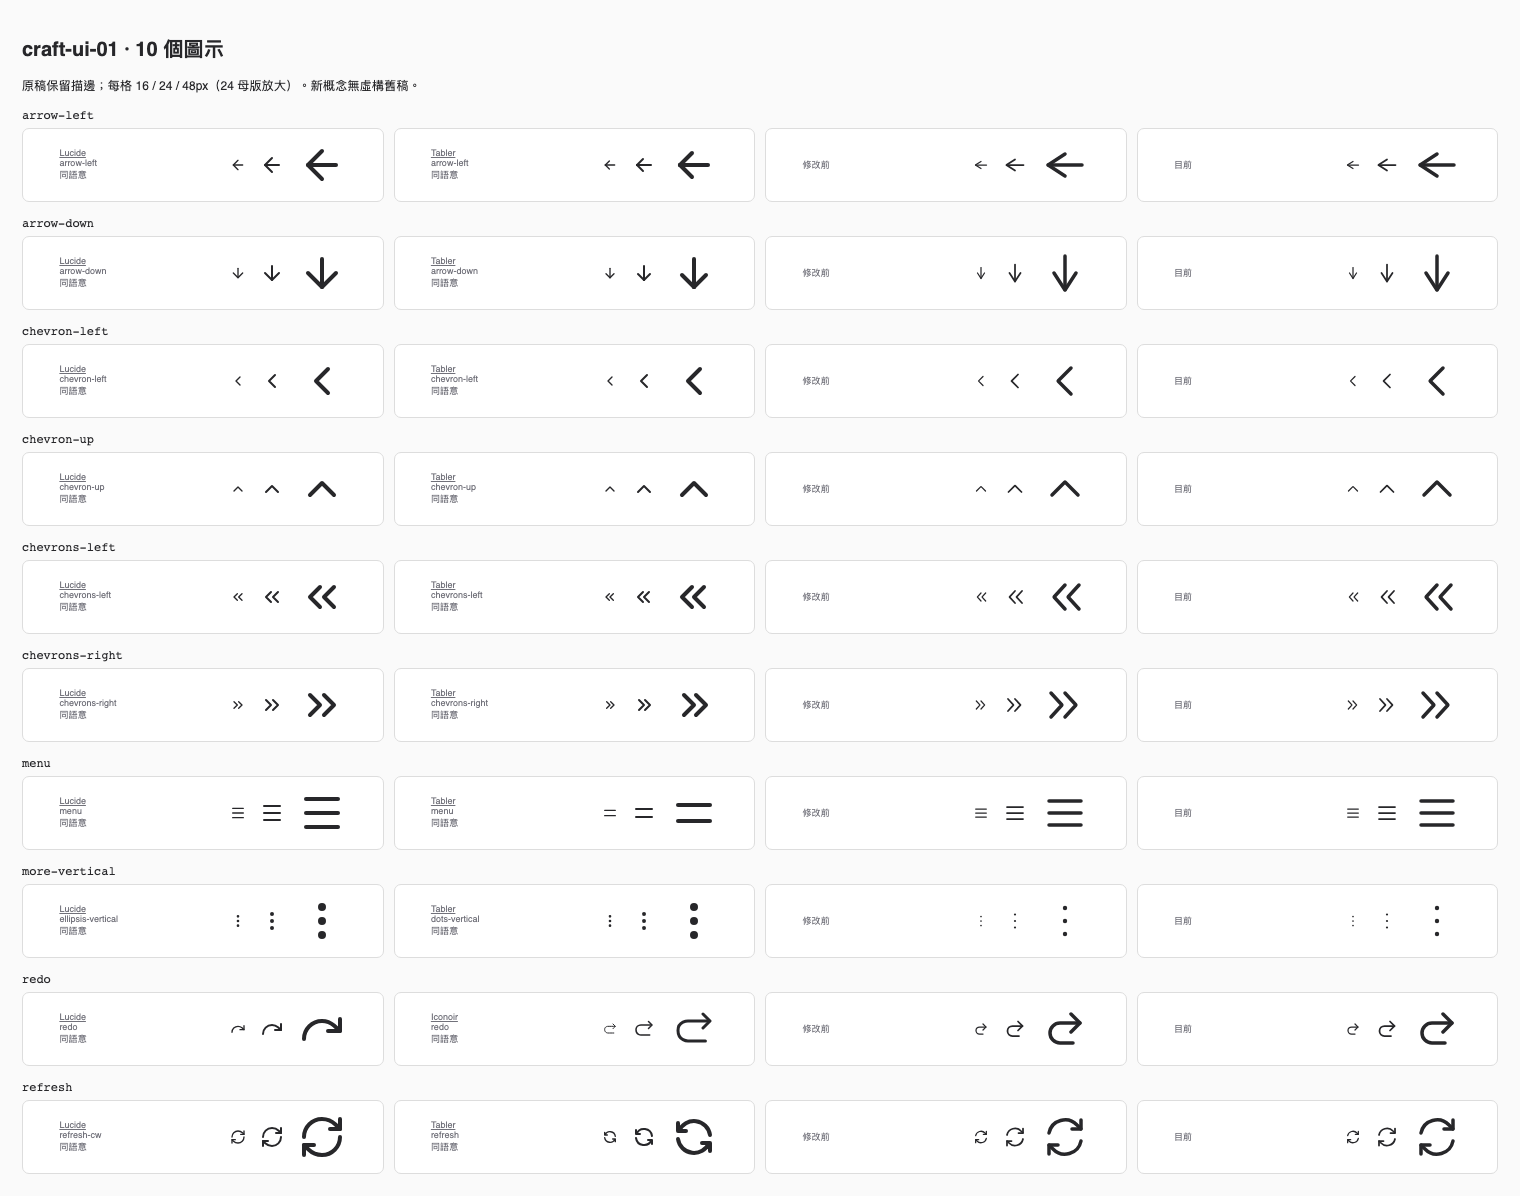 craft-ui-01 · 10 個圖示
原稿保留描邊；每格 16 / 24 / 48px（24 母版放大）。新概念無虛構舊稿。
arrow-left
Lucide
arrow-left
同語意
Tabler
arrow-left
同語意
修改前
目前
arrow-down
Lucide
arrow-down
同語意
Tabler
arrow-down
同語意
修改前
目前
chevron-left
Lucide
chevron-left
同語意
Tabler
chevron-left
同語意
修改前
目前
chevron-up
Lucide
chevron-up
同語意
Tabler
chevron-up
同語意
修改前
目前
chevrons-left
Lucide
chevrons-left
同語意
Tabler
chevrons-left
同語意
修改前
目前
chevrons-right
Lucide
chevrons-right
同語意
Tabler
chevrons-right
同語意
修改前
目前
menu
Lucide
menu
同語意
Tabler
menu
同語意
修改前
目前
more-vertical
Lucide
ellipsis-vertical
同語意
Tabler
dots-vertical
同語意
修改前
目前
redo
Lucide
redo
同語意
Iconoir
redo
同語意
修改前
目前
refresh
Lucide
refresh-cw
同語意
Tabler
refresh
同語意
修改前
目前